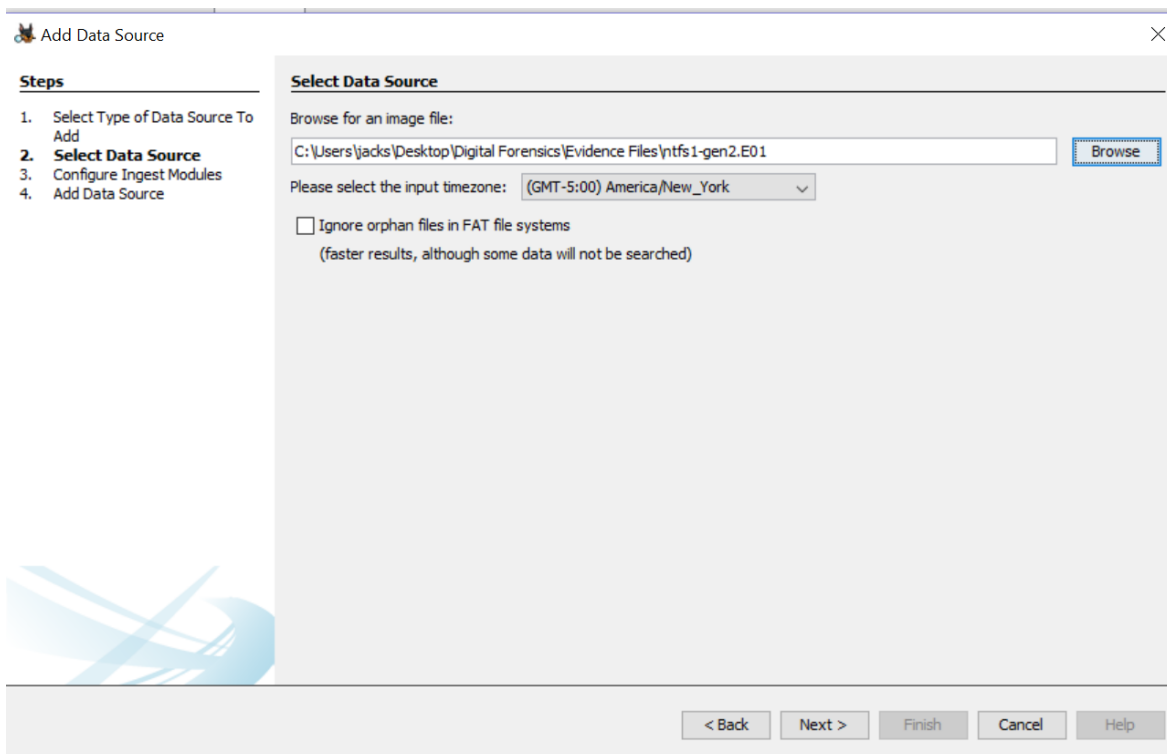 Add Data Source
Steps
1. Select Type of Data Source To
Add
2. Select Data Source
3. Configure Ingest Modules
4. Add Data Source
Select Data Source
Browse for an image file:
C:\Users\jacks\Desktop\Digital Forensics\Evidence Files\ntfs1-gen2.E01
Browse
Please select the input timezone: (GMT-5:00) America/New_York
Ignore orphan files in FAT file systems
(faster results, although some data will not be searched)
< Back Next > Finish Cancel Help